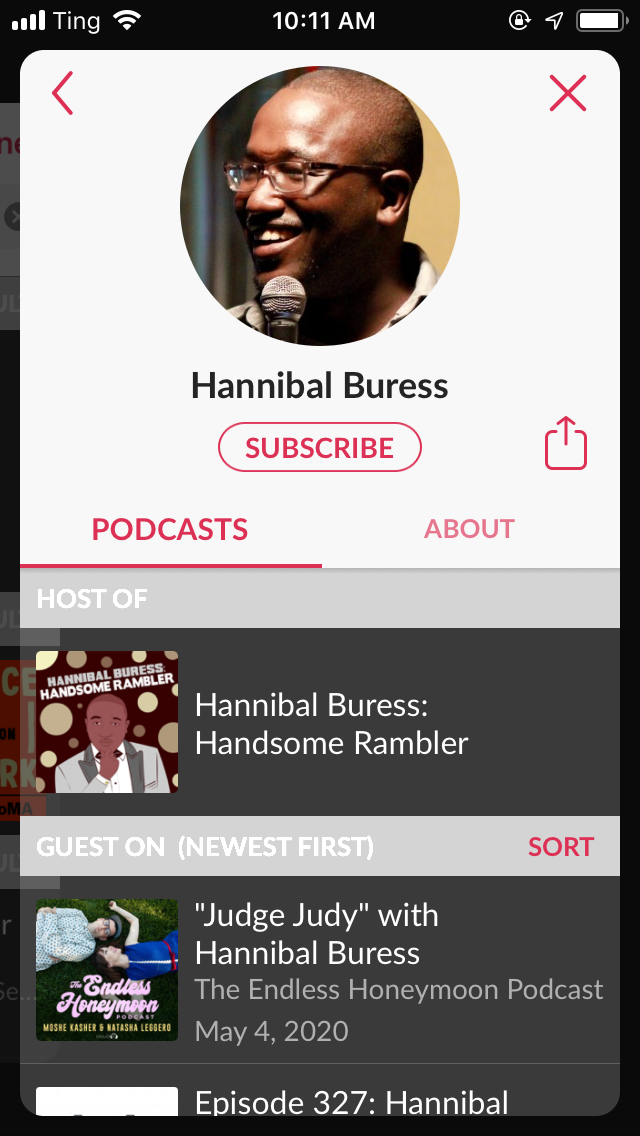 Ting
10:11 AM
Hannibal Buress
SUBSCRIBE
PODCASTS
ABOUT
HOST OF
HANNIBAL BURESS:
HANDSOME RAMBLER
Hannibal Buress:
Handsome Rambler
GUEST ON (NEWEST FIRST)
SORT
"Judge Judy" with
Hannibal Buress
The Endless Honeymoon Podcast
May 4, 2020
The Endless
Honeymoon
PODCAST
MOSHE KASHER & NATASHA LEGGERO
Episode 327: Hannibal